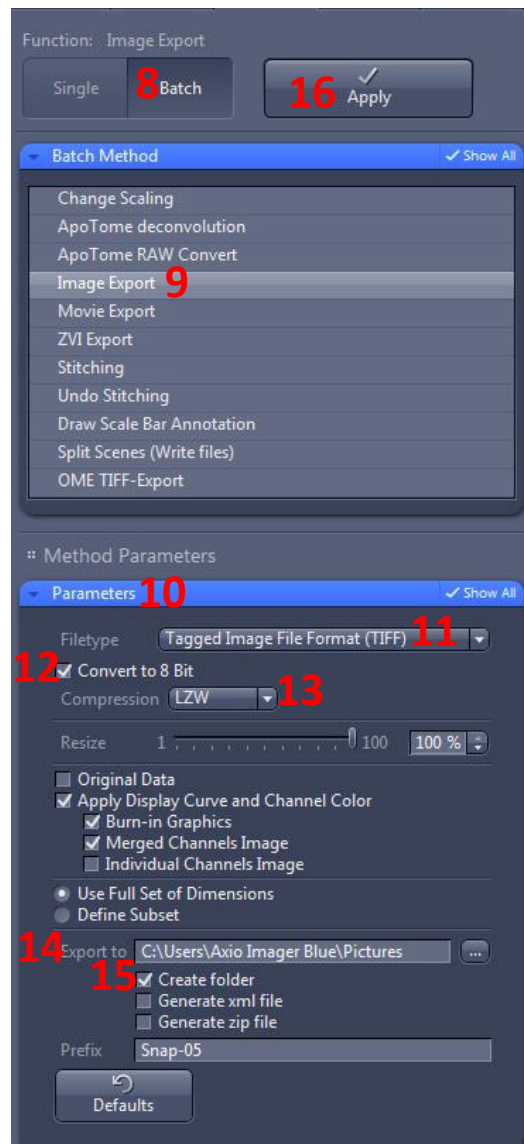 Function: Image Export
Single 8 Batch 16 Apply
Batch Method Show All
Change Scaling
ApoTome deconvolution
ApoTome RAW Convert
Image Export 9
Movie Export
ZVI Export
Stitching
Undo Stitching
Draw Scale Bar Annotation
Split Scenes (Write files)
OME TIFF-Export
Method Parameters
Parameters 10 Show All
Filetype Tagged Image File Format (TIFF) 11
12 Convert to 8 Bit
Compression LZW 13
Resize 1 100 100 %
Original Data
Apply Display Curve and Channel Color
Burn-in Graphics
Merged Channels Image
Individual Channels Image
Use Full Set of Dimensions
Define Subset
14 Export to C:\Users\Axio Imager Blue\Pictures ...
15 Create folder
Generate xml file
Generate zip file
Prefix Snap-05
Defaults